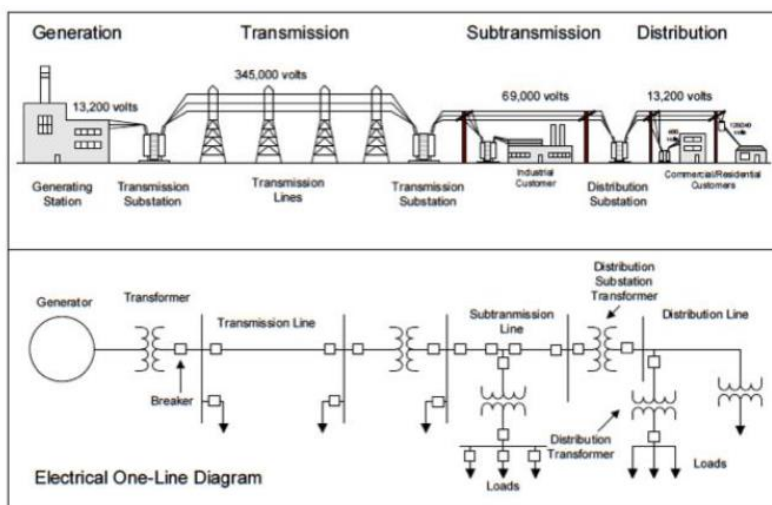 Generation
Transmission
Subtransmission
Distribution
13,200 volts
345,000 volts
69,000 volts
13,200 volts
volts
Generating
Station
Transmission
Substation
Transmission
Lines
Transmission
Substation
Industrial
Customer
Distribution
Substation
Commercial/Residential
Customers
Generator
Transformer
Breaker
Transmission Line
Subtranmission
Line
Distribution
Substation
Transformer
Distribution Line
Distribution
Transformer
Loads
Loads
Electrical One-Line Diagram